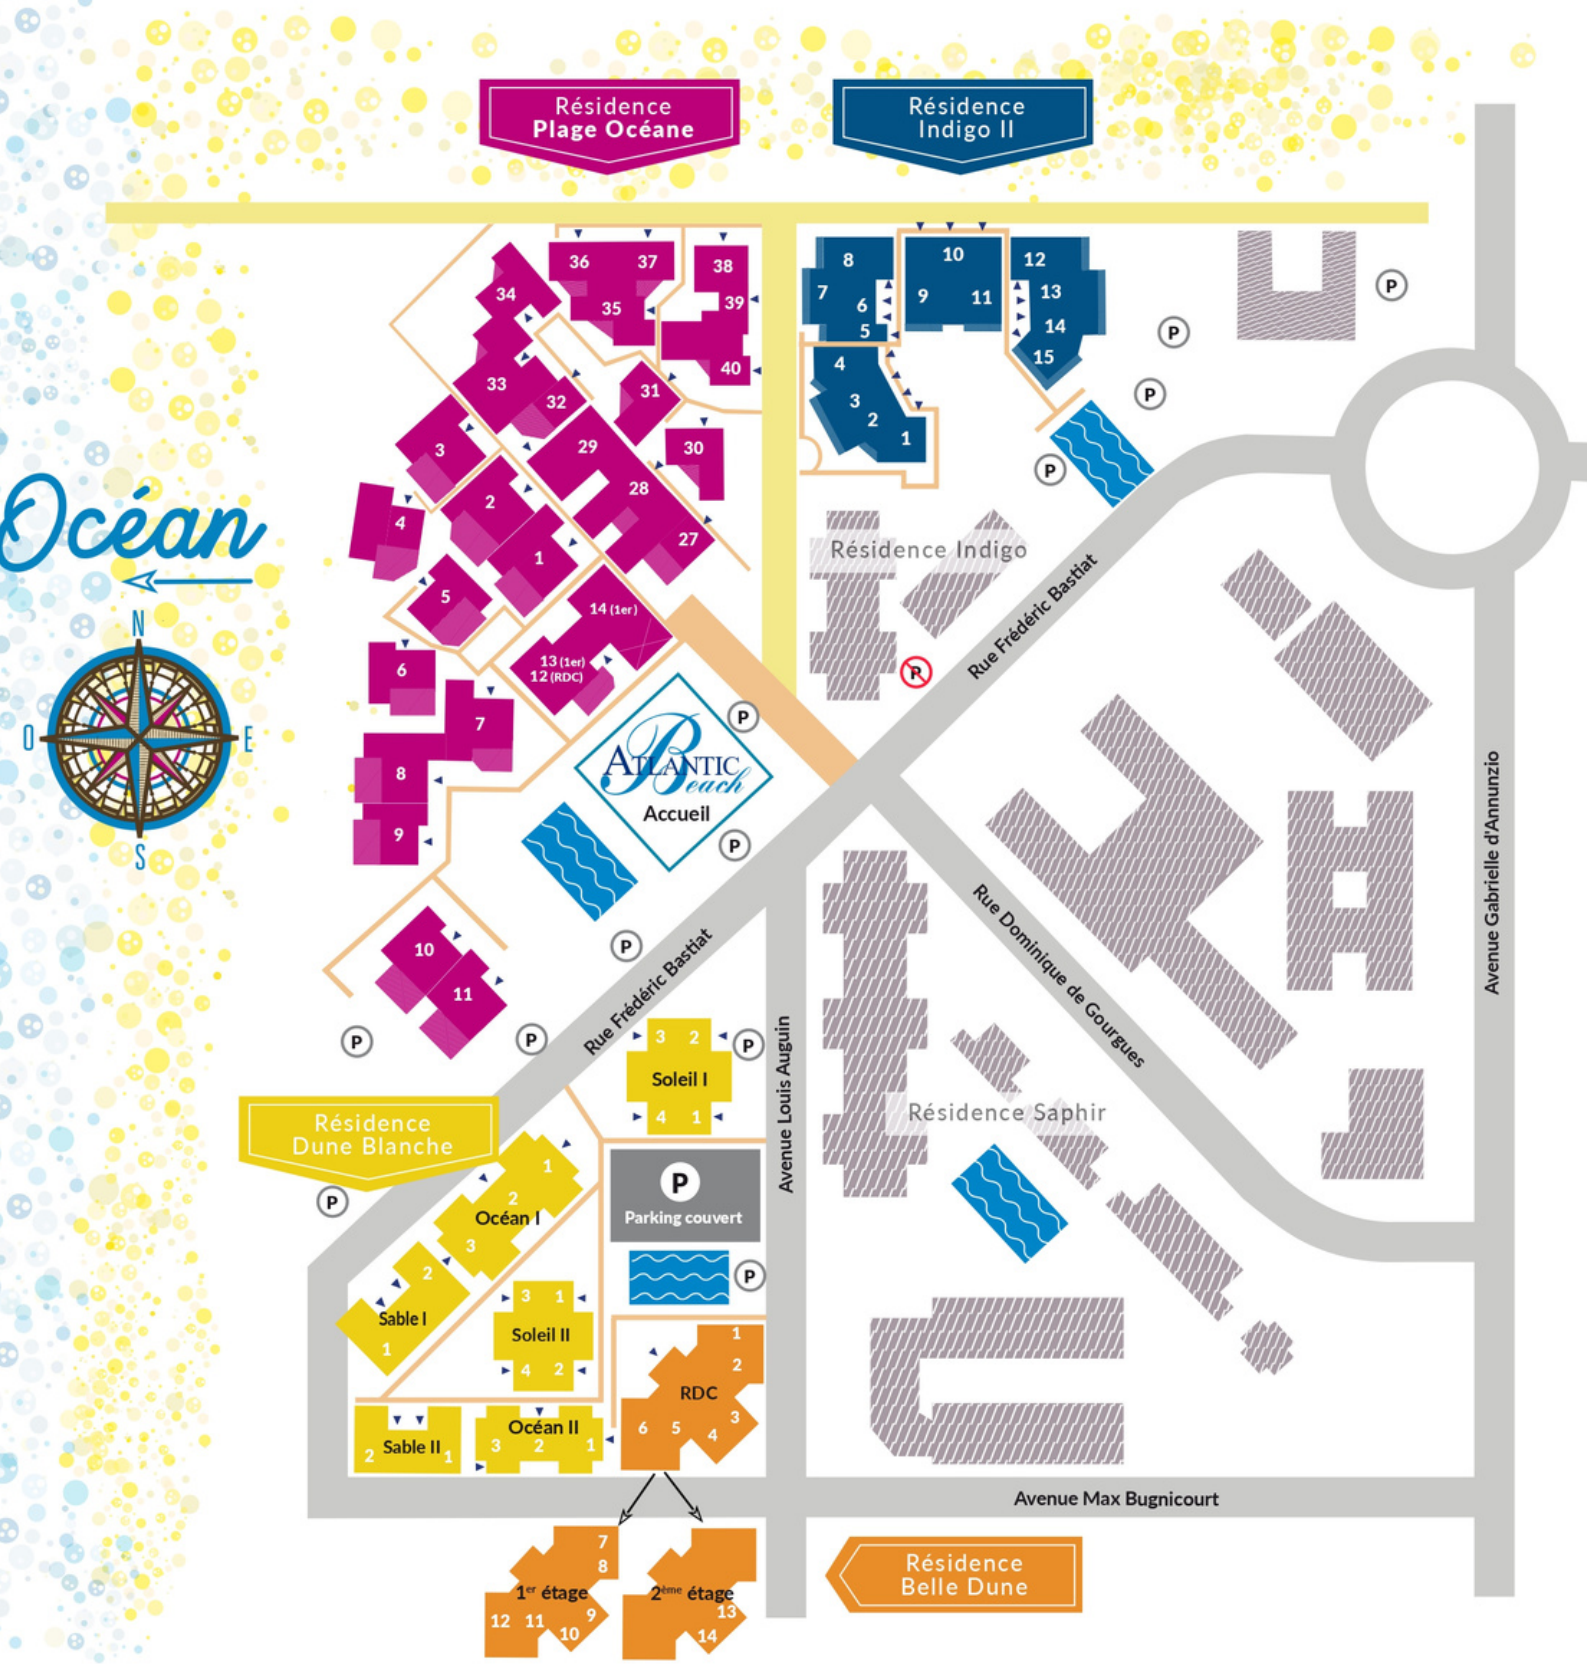 Résidence
Plage Océane
Résidence
Indigo II
36 37
38
35
39
40
34
33
32
31
30
29
28
27
3
2
1
4
5
6
7
8
9
14 (1er)
13 (1er)
12 (RDC)
10
11
8
7
6
5
4
3
2
1
10
9
11
12
13
14
15
P
P
P
P
Océan
N
O
E
S
Résidence Indigo
P
Rue Frédéric Bastiat
Avenue Gabrielle d'Annunzio
P
ATLANTIC
Beach
Accueil
P
P
P
P
P
Rue Frédéric Bastiat
Rue Dominique de Gourgues
Avenue Louis Auguin
Résidence Saphir
3 2
Soleil I
4 1
Résidence
Dune Blanche
P
1
2
Océan I
3
P
Parking couvert
P
2
Sable I
1
3 1
Soleil II
4 2
Sable II
2 1
Océan II
3 2 1
1
2
RDC
3
6 5 4
Avenue Max Bugnicourt
7
8
1er étage
9
12 11
10
2ème étage
13
14
Résidence
Belle Dune